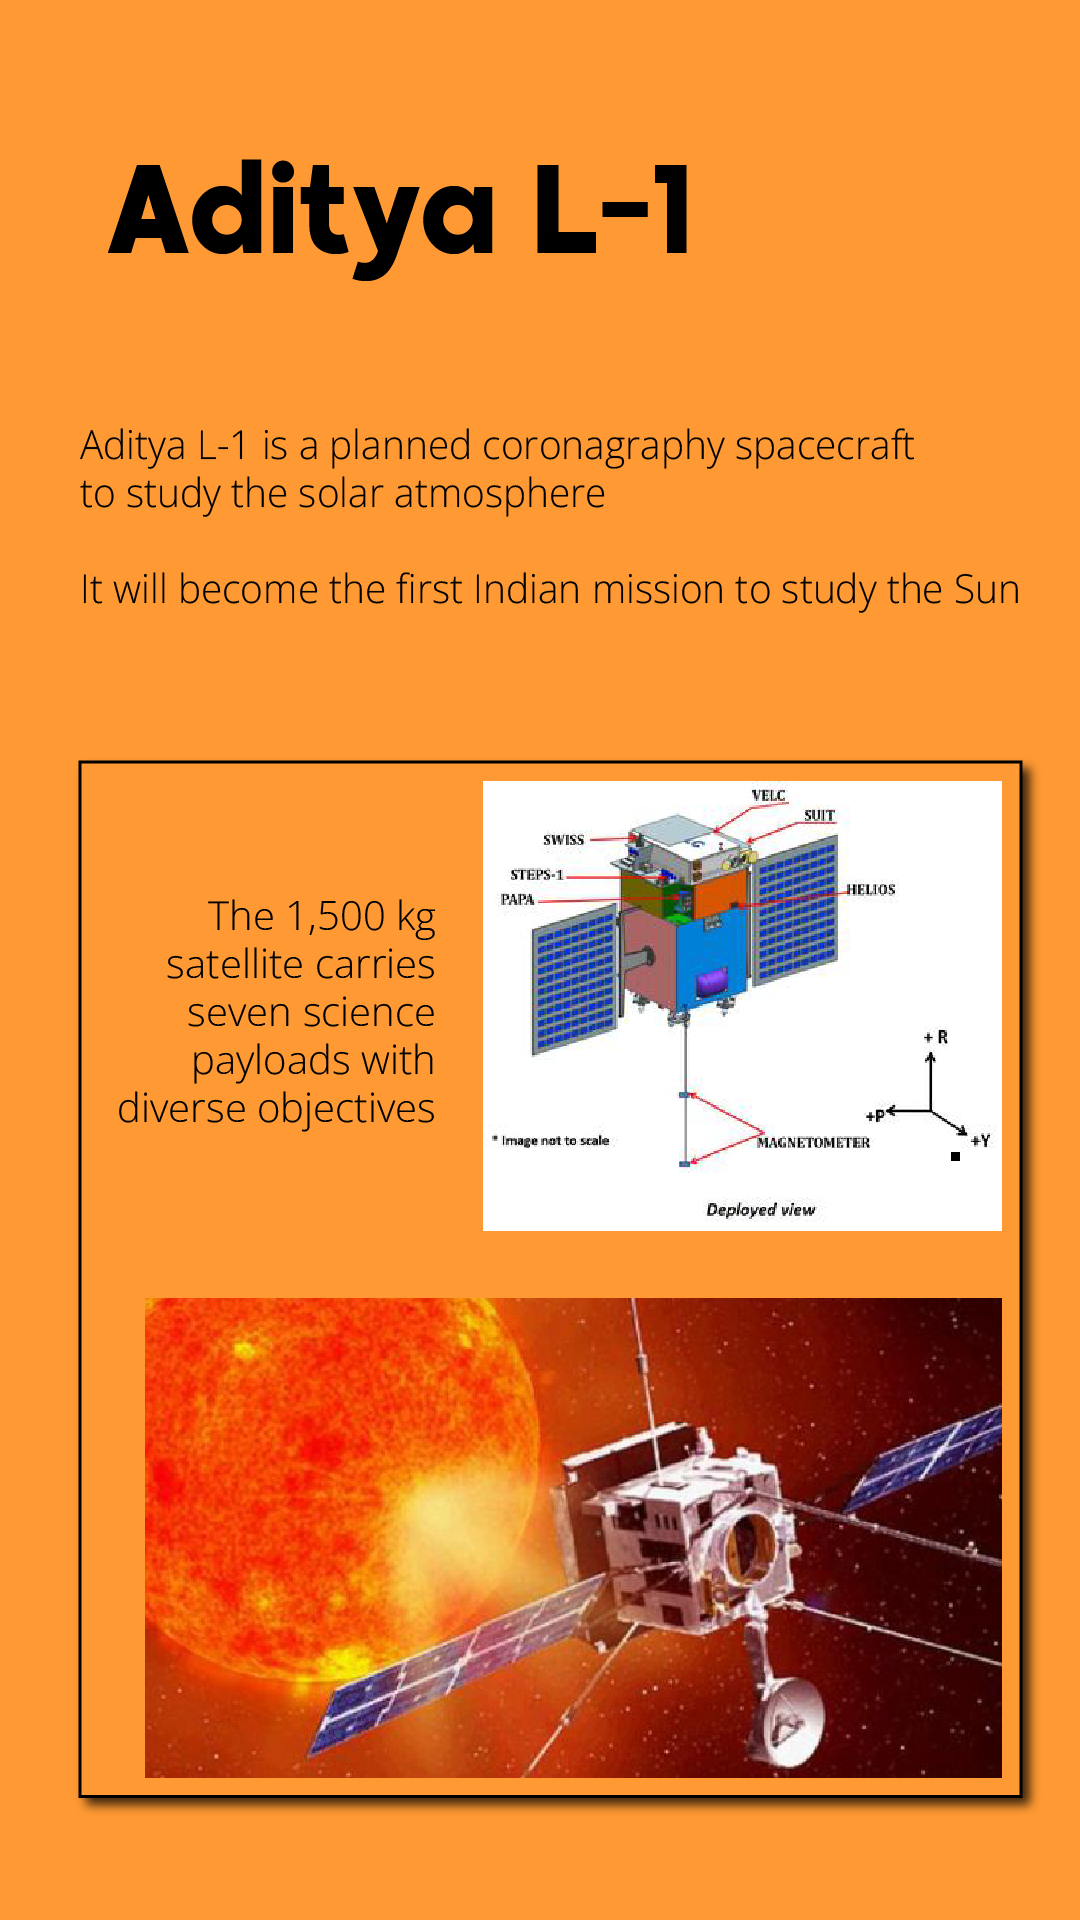 Aditya L-1
Aditya L-1 is a planned coronagraphy spacecraft
to study the solar atmosphere
It will become the first Indian mission to study the Sun
The 1,500 kg
satellite carries
seven science
payloads with
diverse objectives
VELC
SUIT
SWISS
STEPS-1
PAPA
HELIOS
+ R
+P
+Y
* Image not to scale
MAGNETOMETER
Deployed view